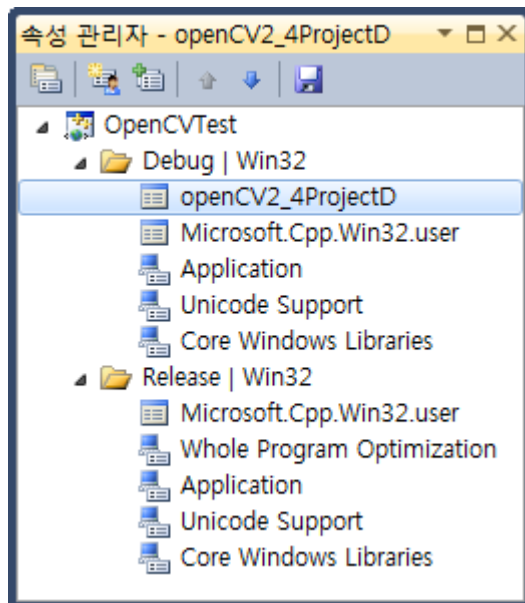 속성 관리자 - openCV2_4ProjectD
OpenCVTest
Debug | Win32
openCV2_4ProjectD
Microsoft.Cpp.Win32.user
Application
Unicode Support
Core Windows Libraries
Release | Win32
Microsoft.Cpp.Win32.user
Whole Program Optimization
Application
Unicode Support
Core Windows Libraries